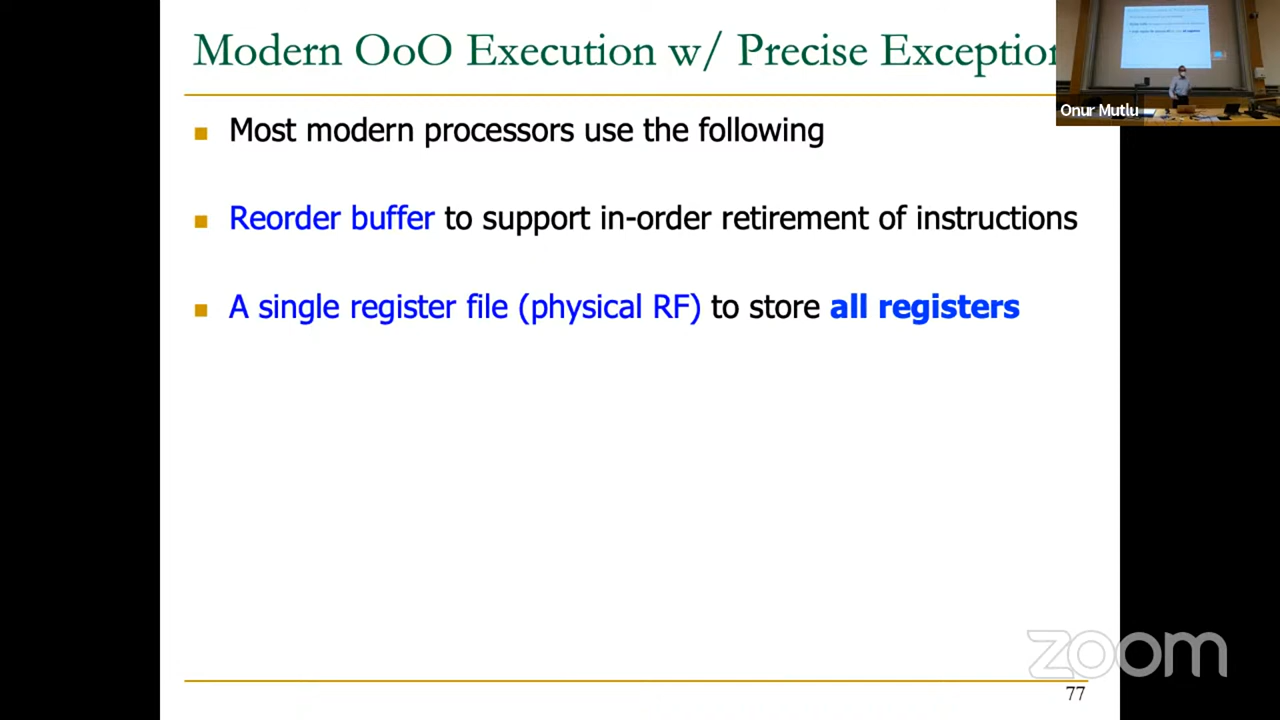 Modern OoO Execution w/ Precise Exception
Onur Mutlu
Most modern processors use the following
Reorder buffer to support in-order retirement of instructions
A single register file (physical RF) to store all registers
zoom
77